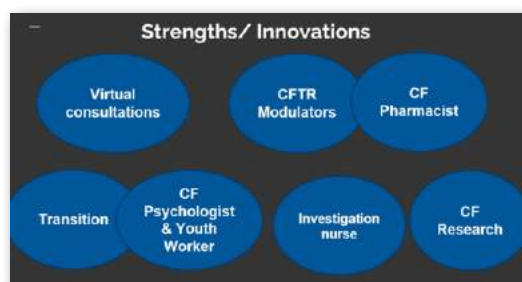 Strengths/ Innovations
Virtual
consultations
CFTR
Modulators
CF
Pharmacist
Transition
CF
Psychologist
& Youth
Worker
Investigation
nurse
CF
Research